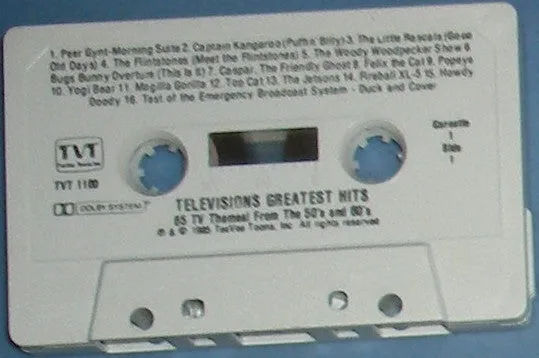 1. Peer Gynt-Morning Suite 2. Captain Kangaroo (Puffin' Billy) 3. The Little Rascals (Good
Old Days) 4. The Flintstones (Meet the Flintstones) 5. The Woody Woodpecker Show 6.
Bugs Bunny Overture (This Is It) 7. Casper, The Friendly Ghost 8. Felix the Cat 9. Popeye
10. Yogi Bear 11. Magilla Gorilla 12. Top Cat 13. The Jetsons 14. Fireball XL-5 15. Howdy
Doody 16. Test of the Emergency Broadcast System - Duck and Cover
Cassette
1
Side
1
TVT
TVT 1100
DOLBY SYSTEM
TELEVISIONS GREATEST HITS
65 TV Themes! From The 50's and 60's
℗ & © 1985 TeeVee Toons, Inc. All rights reserved